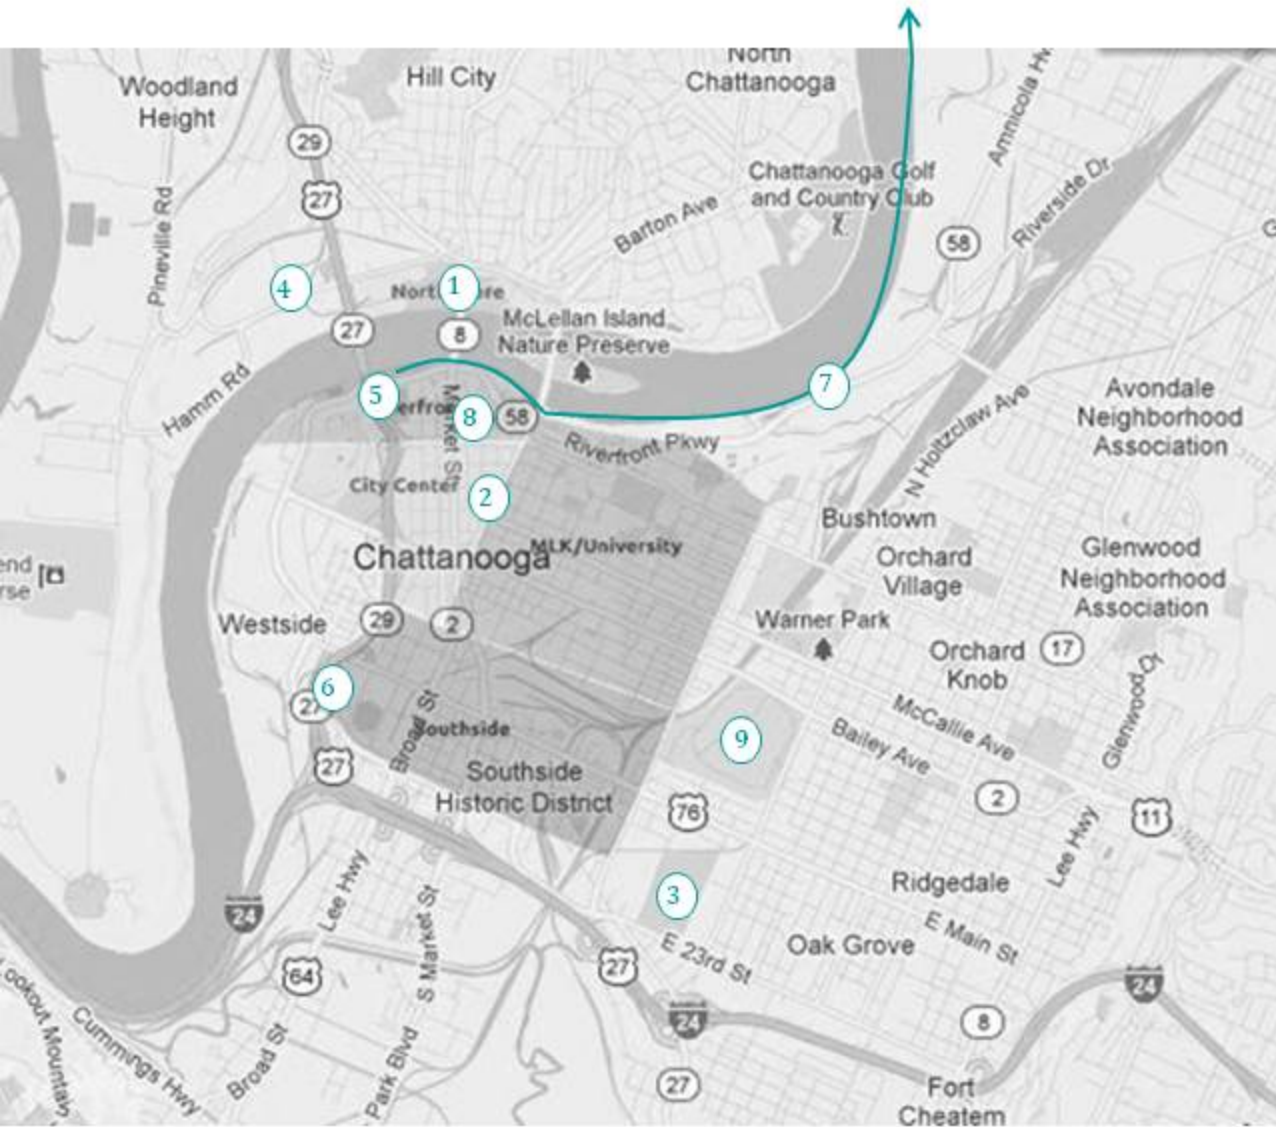 North
Chattanooga
Hill City
Woodland
Height
29
27
Amnicola
Riverside Dr
Chattanooga Golf
and Country Club
Pineville Rd
Barton Ave
58
4
1
27
8
McLellan Island
Nature Preserve
Hamm Rd
5
8
58
7
Market St
Riverfront Pkwy
N Holtzclaw Ave
Avondale
Neighborhood
Association
City Center
2
Bushtown
MLK/University
Chattanooga
Orchard
Village
Glenwood
Neighborhood
Association
Westside
29
2
Warner Park
Orchard
Knob
17
6
27
Glenwood Dr
McCallie Ave
Bailey Ave
Broad St
Southside
9
27
Southside
Historic District
76
2
11
Lee Hwy
3
Ridgedale
24
Lee Hwy
S Market St
E 23rd St
Oak Grove
E Main St
64
27
24
24
8
Cummings Hwy
Lookout Mountain
Broad St
Park Blvd
27
Fort
Cheatem